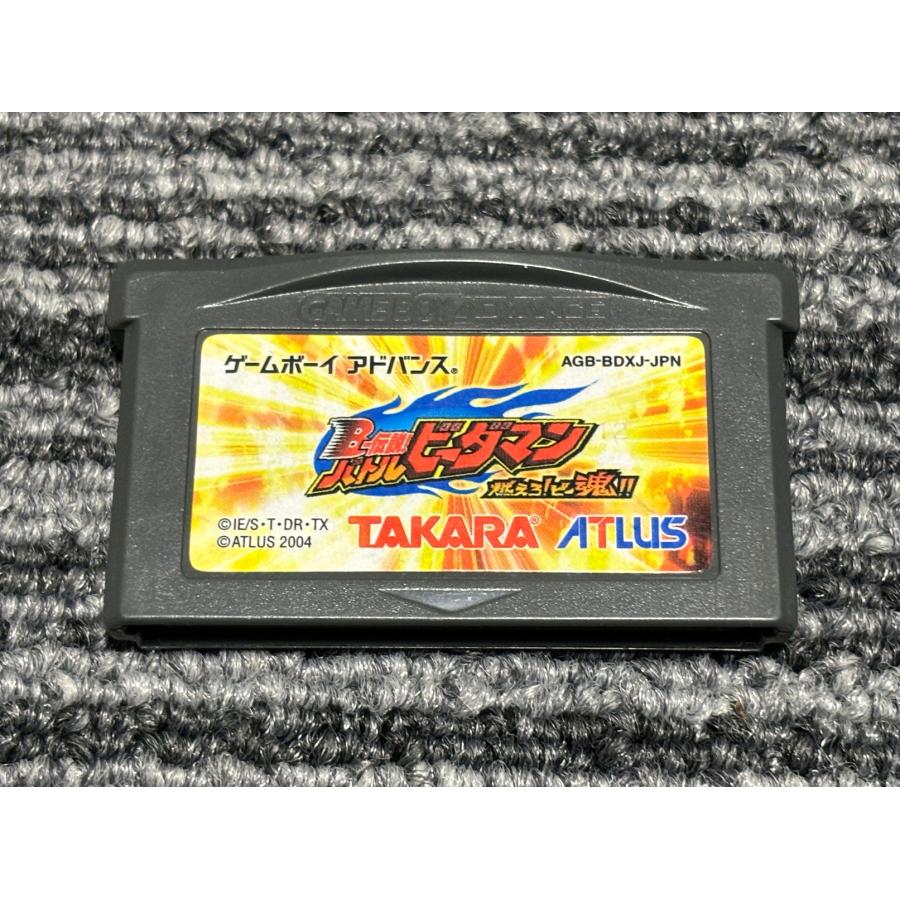 GAMEBOY ADVANCE
ゲームボーイ アドバンス®
AGB-BDXJ-JPN
B-伝説!
バトル ビーダマン
燃えろ!ビー魂!!
©IE/S・T・DR・TX
©ATLUS 2004
TAKARA®
ATLUS